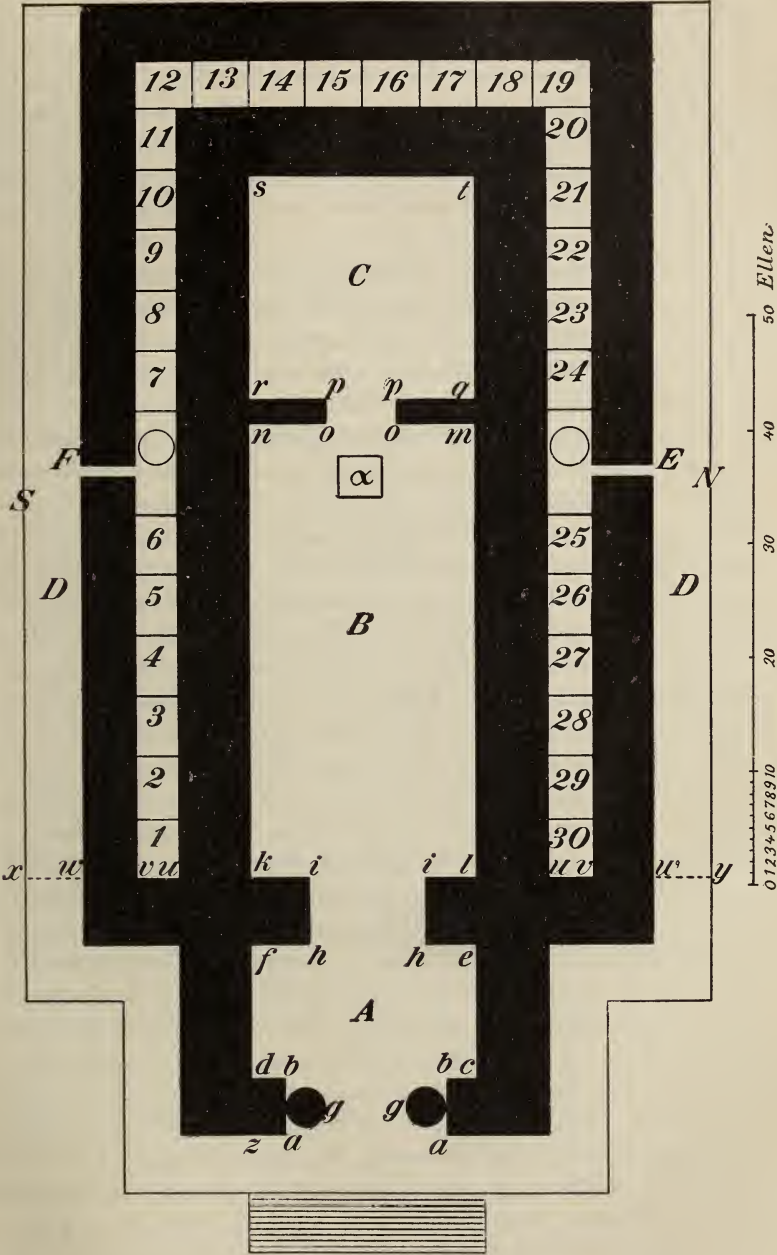 12 13 14 15 16 17 18 19
11 20
10 s t 21
9 C 22
8 23
7 r p p q 24
n o o m
F E
S α N
6 25
D 5 26 D
B
4 27
3 28
2 29
1 30
x w v u k i i l u v w y
f h h e
A
d b b c
g g
z a a
0 1 2 3 4 5 6 7 8 9 10 20 30 40 50 Ellen